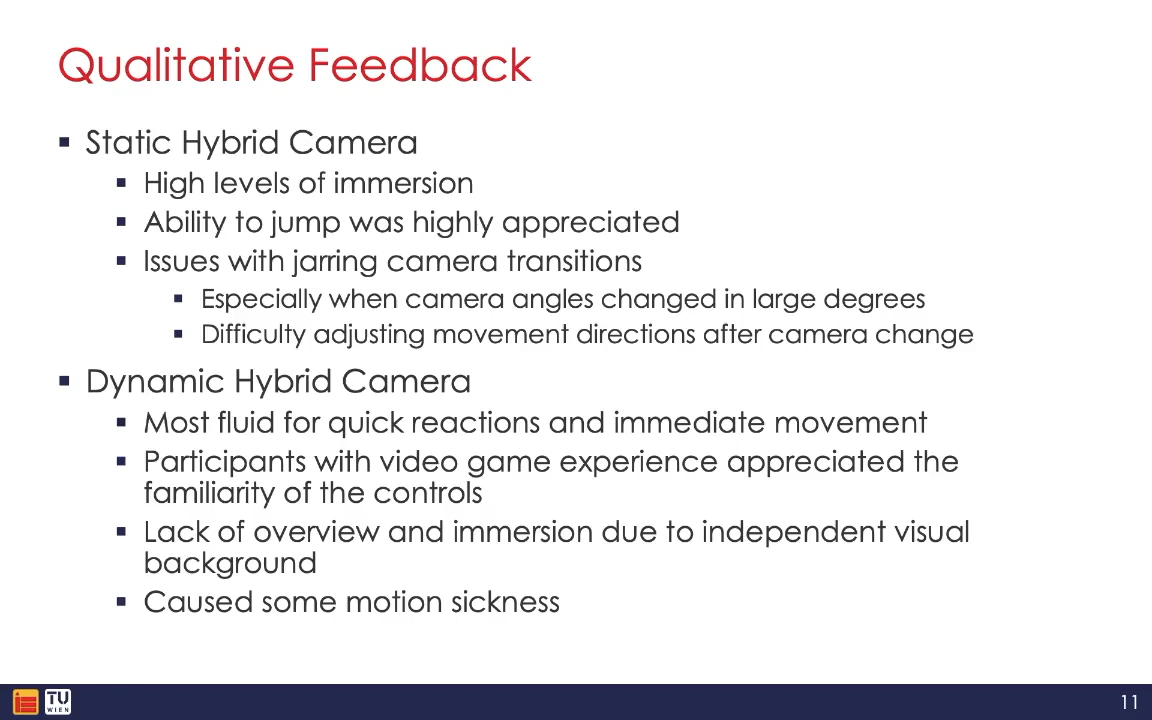 Qualitative Feedback
▪ Static Hybrid Camera
▪ High levels of immersion
▪ Ability to jump was highly appreciated
▪ Issues with jarring camera transitions
▪ Especially when camera angles changed in large degrees
▪ Difficulty adjusting movement directions after camera change
▪ Dynamic Hybrid Camera
▪ Most fluid for quick reactions and immediate movement
▪ Participants with video game experience appreciated the
familiarity of the controls
▪ Lack of overview and immersion due to independent visual
background
▪ Caused some motion sickness
TU
WIEN
11